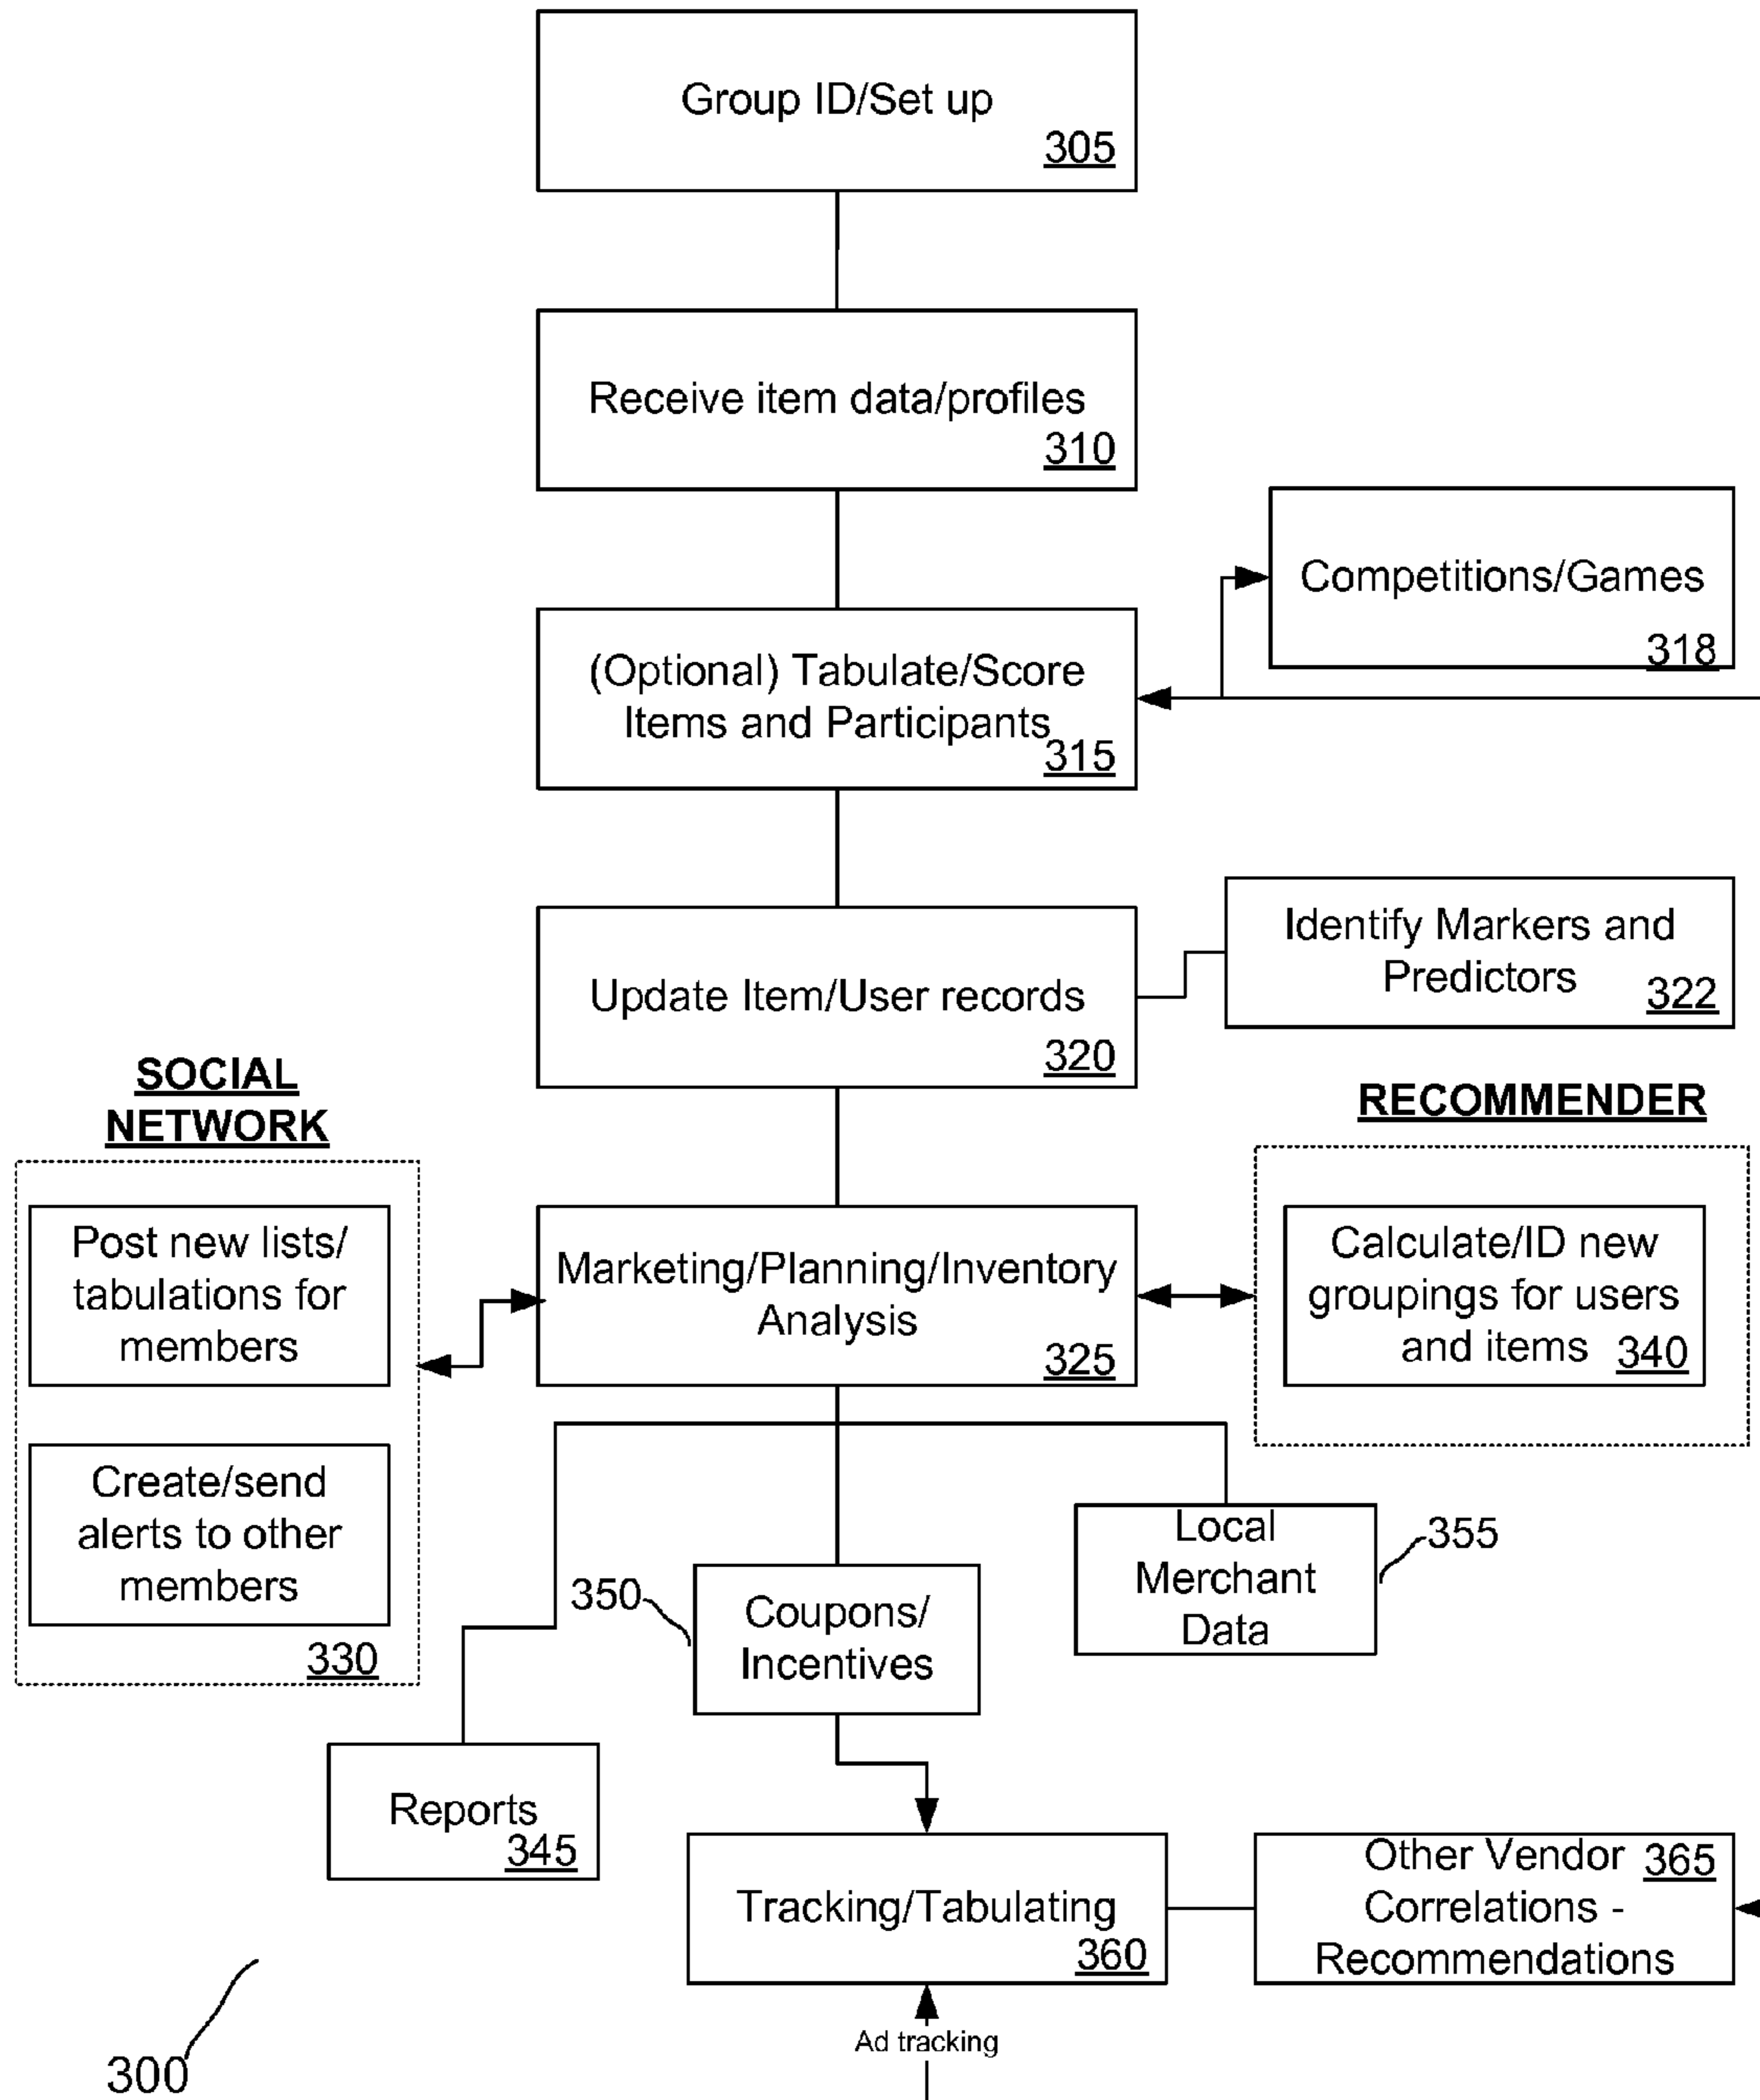 Group ID/Set up
305
Receive item data/profiles
310
Competitions/Games
318
(Optional) Tabulate/Score
Items and Participants
315
Identify Markers and
Predictors
322
Update Item/User records
320
SOCIAL
NETWORK
RECOMMENDER
Post new lists/
tabulations for
members
Marketing/Planning/Inventory
Analysis
325
Calculate/ID new
groupings for users
and items 340
Create/send
alerts to other
members
330
Local
Merchant
Data
355
350
Coupons/
Incentives
Reports
345
Tracking/Tabulating
360
Other Vendor 365
Correlations -
Recommendations
Ad tracking
300